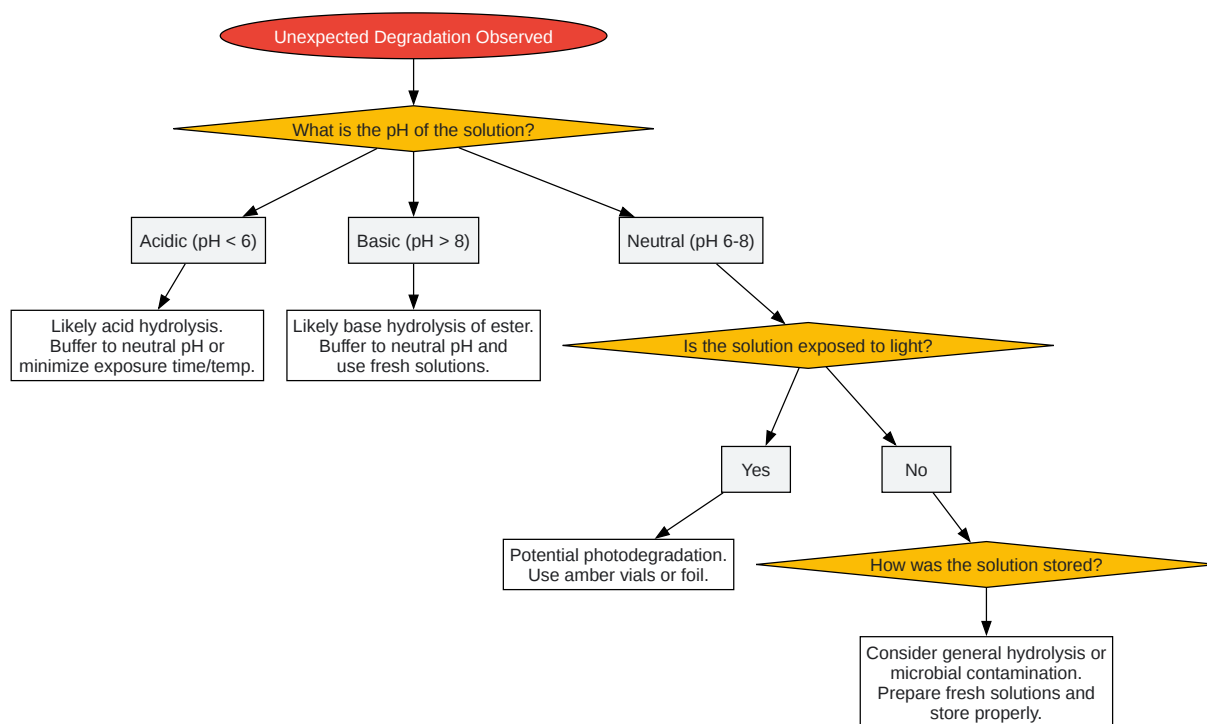 Unexpected Degradation Observed
What is the pH of the solution?
Acidic (pH < 6)
Basic (pH > 8)
Neutral (pH 6-8)
Likely acid hydrolysis.
Buffer to neutral pH or
minimize exposure time/temp.
Likely base hydrolysis of ester.
Buffer to neutral pH and
use fresh solutions.
Is the solution exposed to light?
Yes
No
Potential photodegradation.
Use amber vials or foil.
How was the solution stored?
Consider general hydrolysis or
microbial contamination.
Prepare fresh solutions and
store properly.